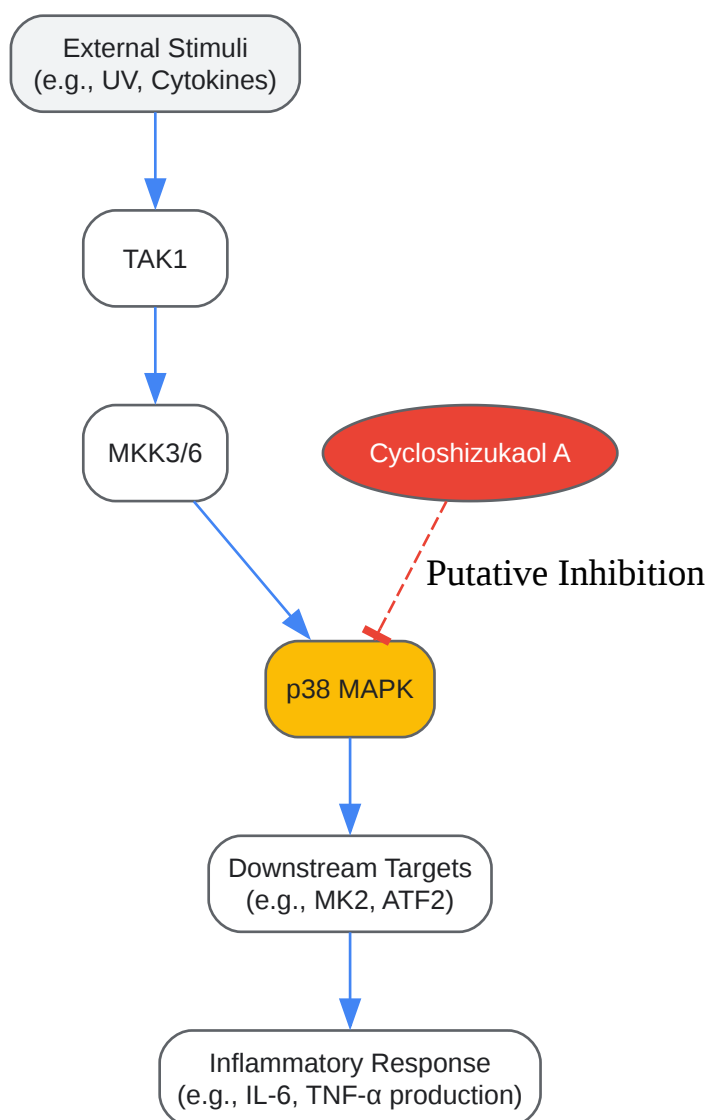 External Stimuli
(e.g., UV, Cytokines)
TAK1
MKK3/6
Cycloshizukaol A
Putative Inhibition
p38 MAPK
Downstream Targets
(e.g., MK2, ATF2)
Inflammatory Response
(e.g., IL-6, TNF-α production)